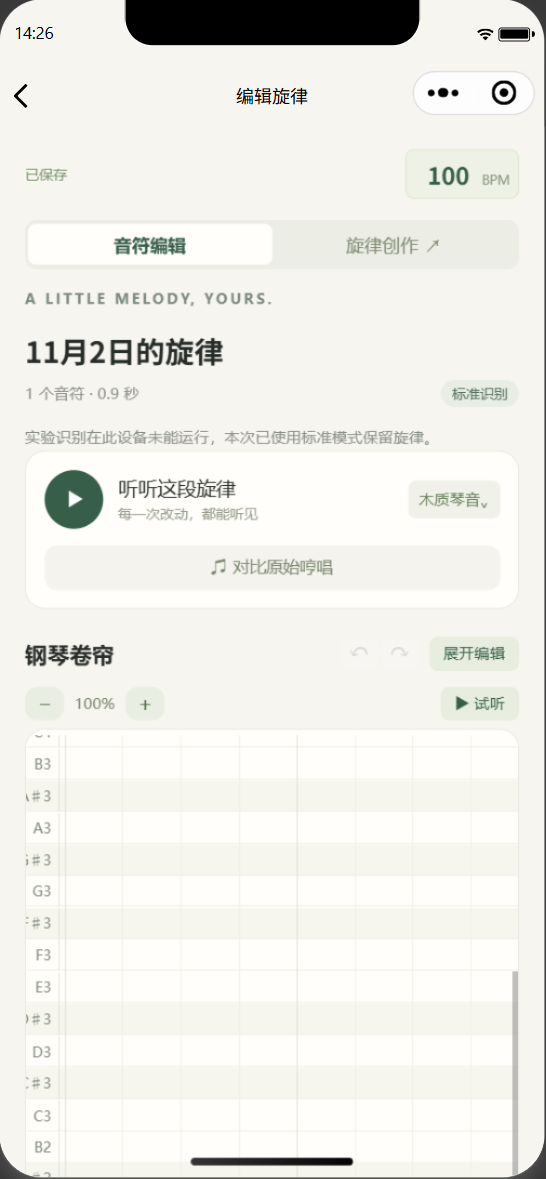 14:26
编辑旋律
已保存
100 BPM
音符编辑
旋律创作 ↗
A LITTLE MELODY, YOURS.
11月2日的旋律
1 个音符 · 0.9 秒
标准识别
实验识别在此设备未能运行，本次已使用标准模式保留旋律。
听听这段旋律
每一次改动，都能听见
木质琴音
对比原始哼唱
钢琴卷帘
展开编辑
− 100% +
▶ 试听
B3
A3
G3
F3
E3
D3
C3
B2